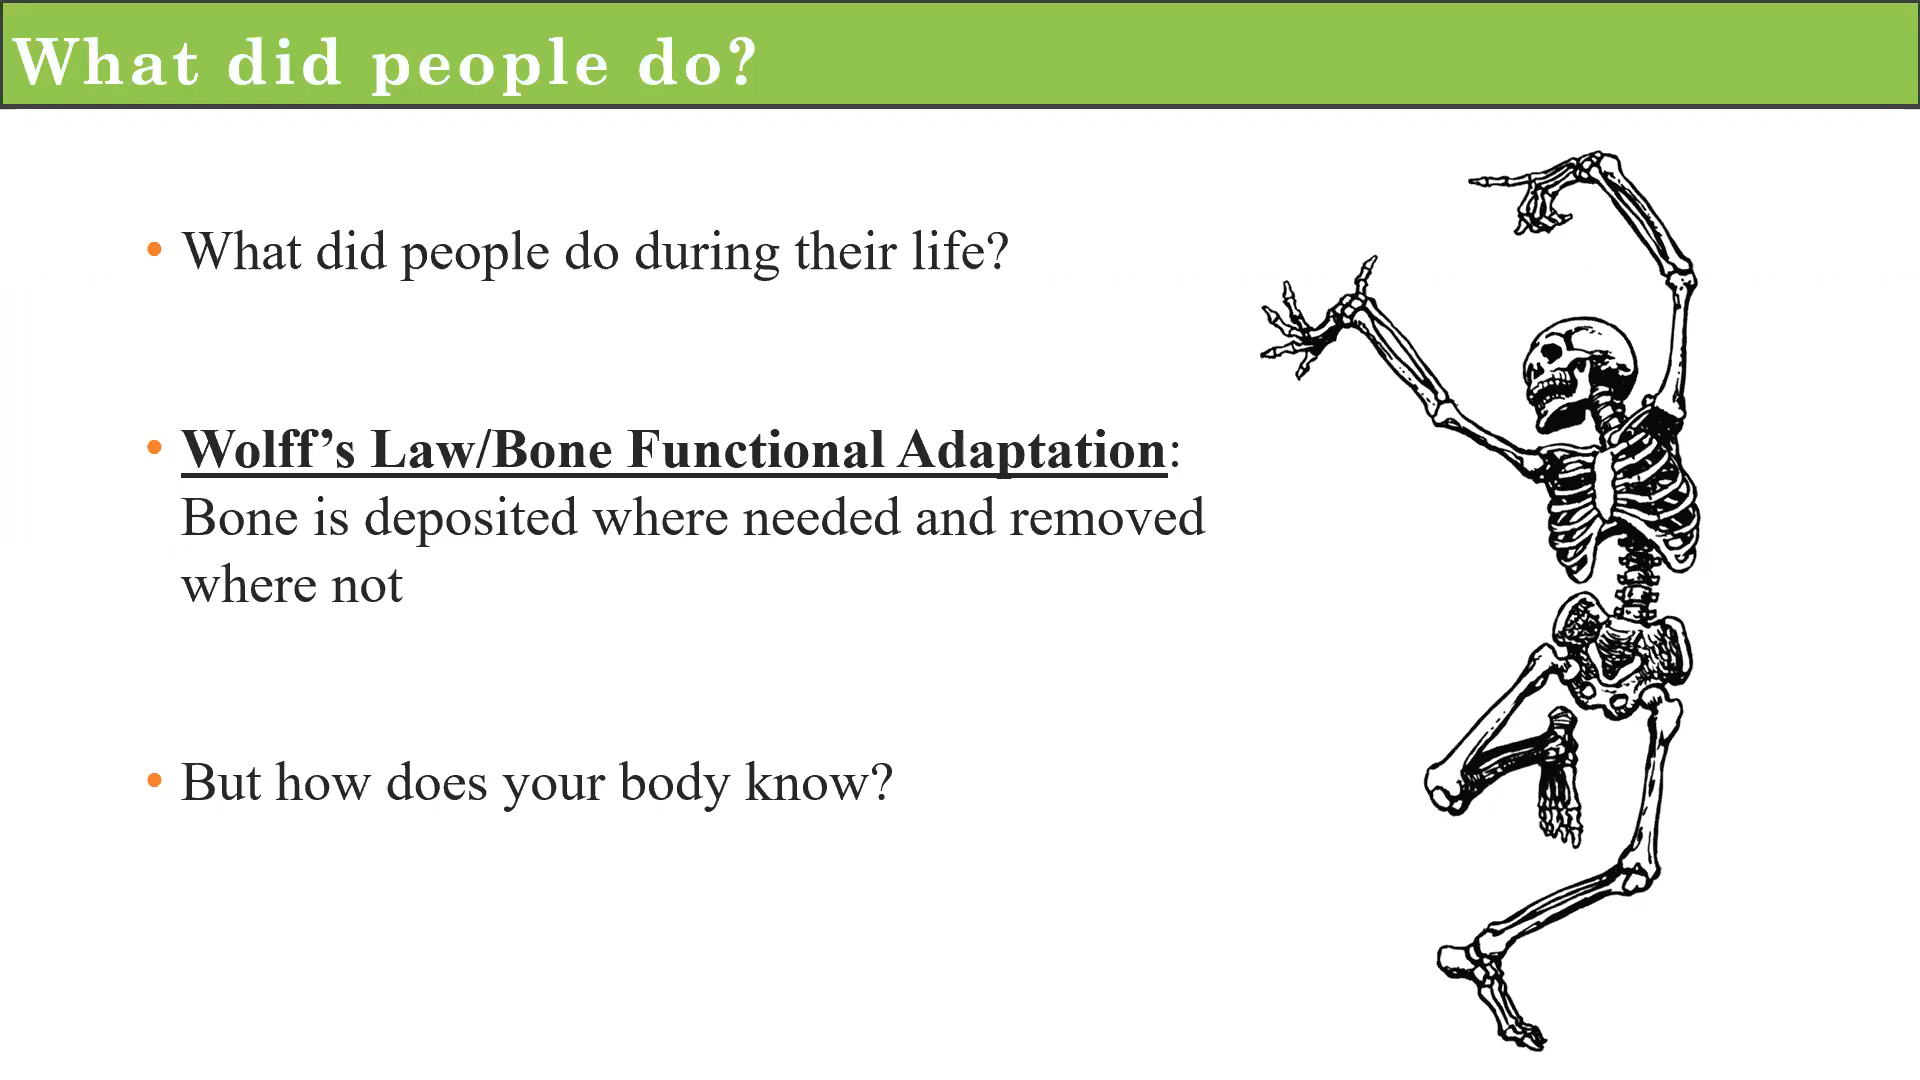 What did people do?
• What did people do during their life?
• Wolff’s Law/Bone Functional Adaptation:
Bone is deposited where needed and removed
where not
• But how does your body know?